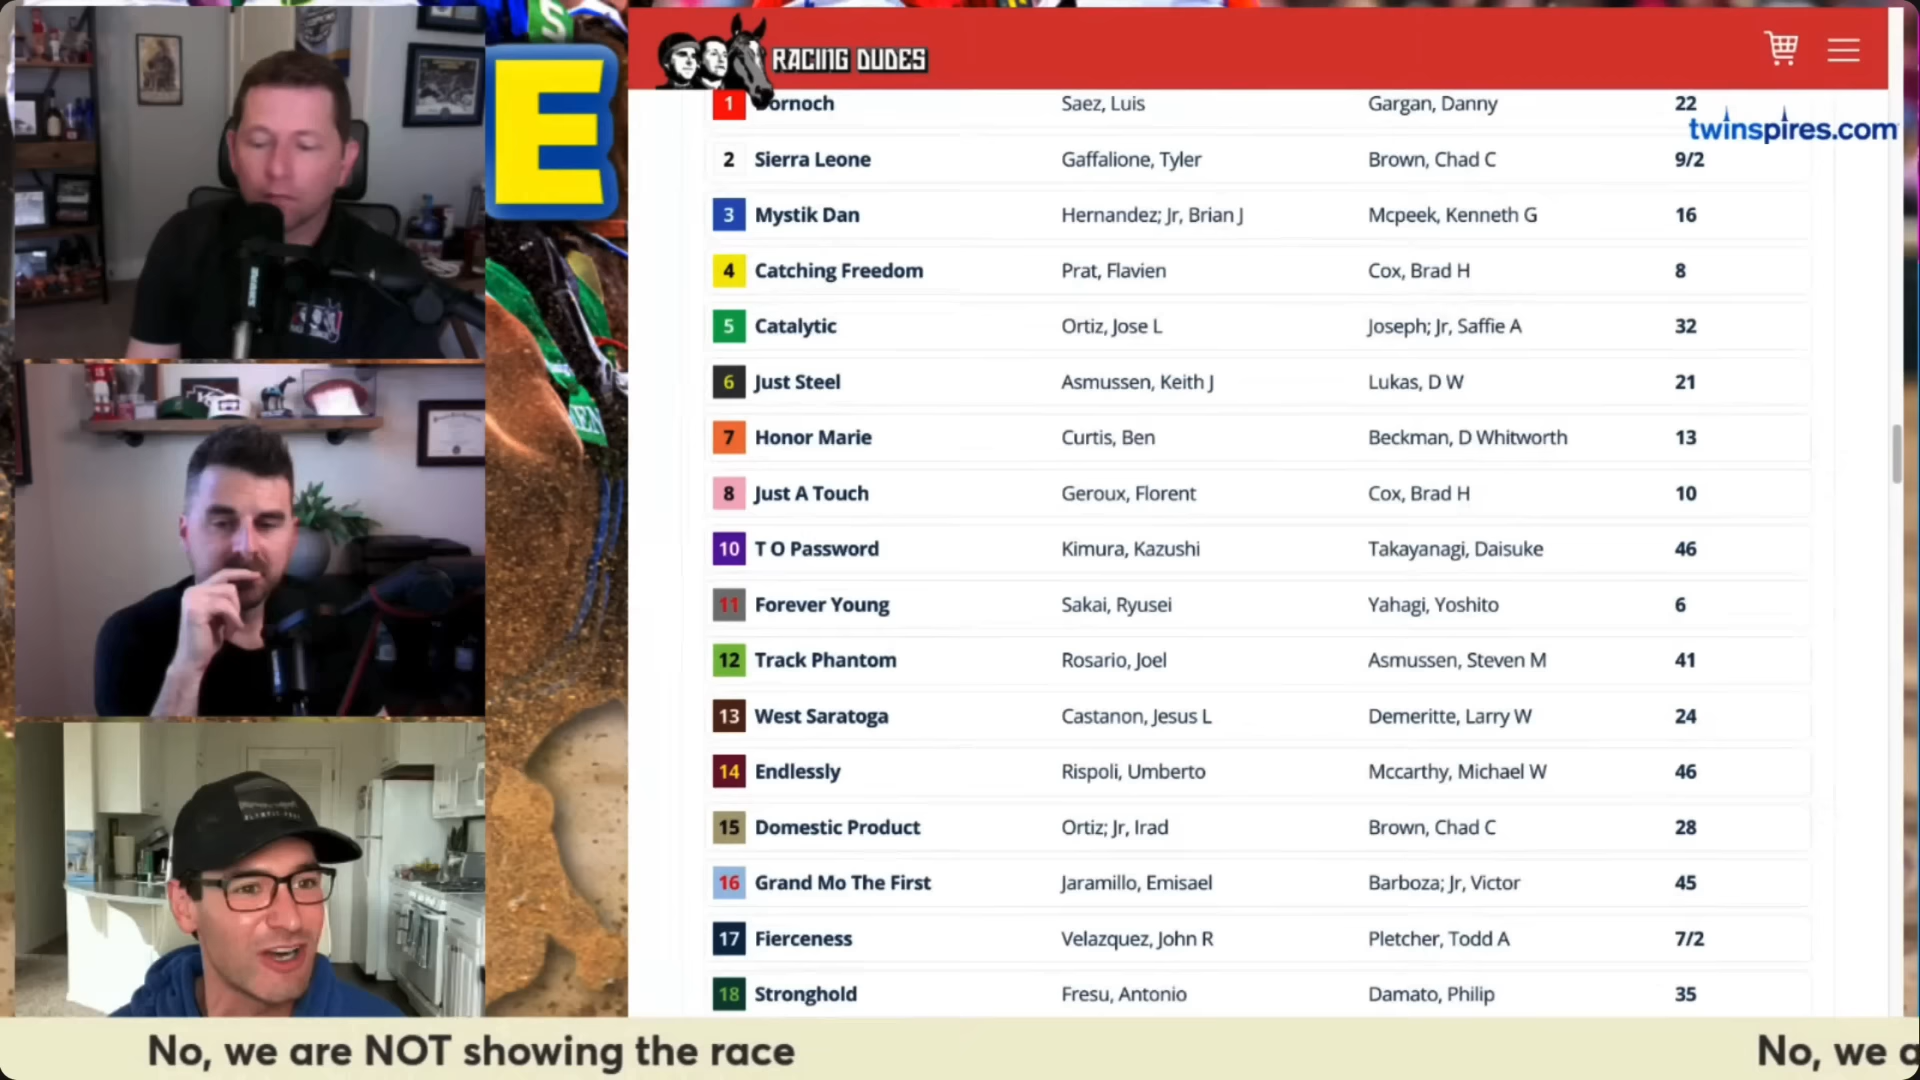 5
E
RACING DUDES
twinspires.com
1 Dornoch Saez, Luis Gargan, Danny 22
2 Sierra Leone Gaffalione, Tyler Brown, Chad C 9/2
3 Mystik Dan Hernandez; Jr, Brian J Mcpeek, Kenneth G 16
4 Catching Freedom Prat, Flavien Cox, Brad H 8
5 Catalytic Ortiz, Jose L Joseph; Jr, Saffie A 32
6 Just Steel Asmussen, Keith J Lukas, D W 21
7 Honor Marie Curtis, Ben Beckman, D Whitworth 13
8 Just A Touch Geroux, Florent Cox, Brad H 10
10 T O Password Kimura, Kazushi Takayanagi, Daisuke 46
11 Forever Young Sakai, Ryusei Yahagi, Yoshito 6
12 Track Phantom Rosario, Joel Asmussen, Steven M 41
13 West Saratoga Castanon, Jesus L Demeritte, Larry W 24
14 Endlessly Rispoli, Umberto Mccarthy, Michael W 46
15 Domestic Product Ortiz; Jr, Irad Brown, Chad C 28
16 Grand Mo The First Jaramillo, Emisael Barboza; Jr, Victor 45
17 Fierceness Velazquez, John R Pletcher, Todd A 7/2
18 Stronghold Fresu, Antonio Damato, Philip 35
No, we are NOT showing the race No, we a